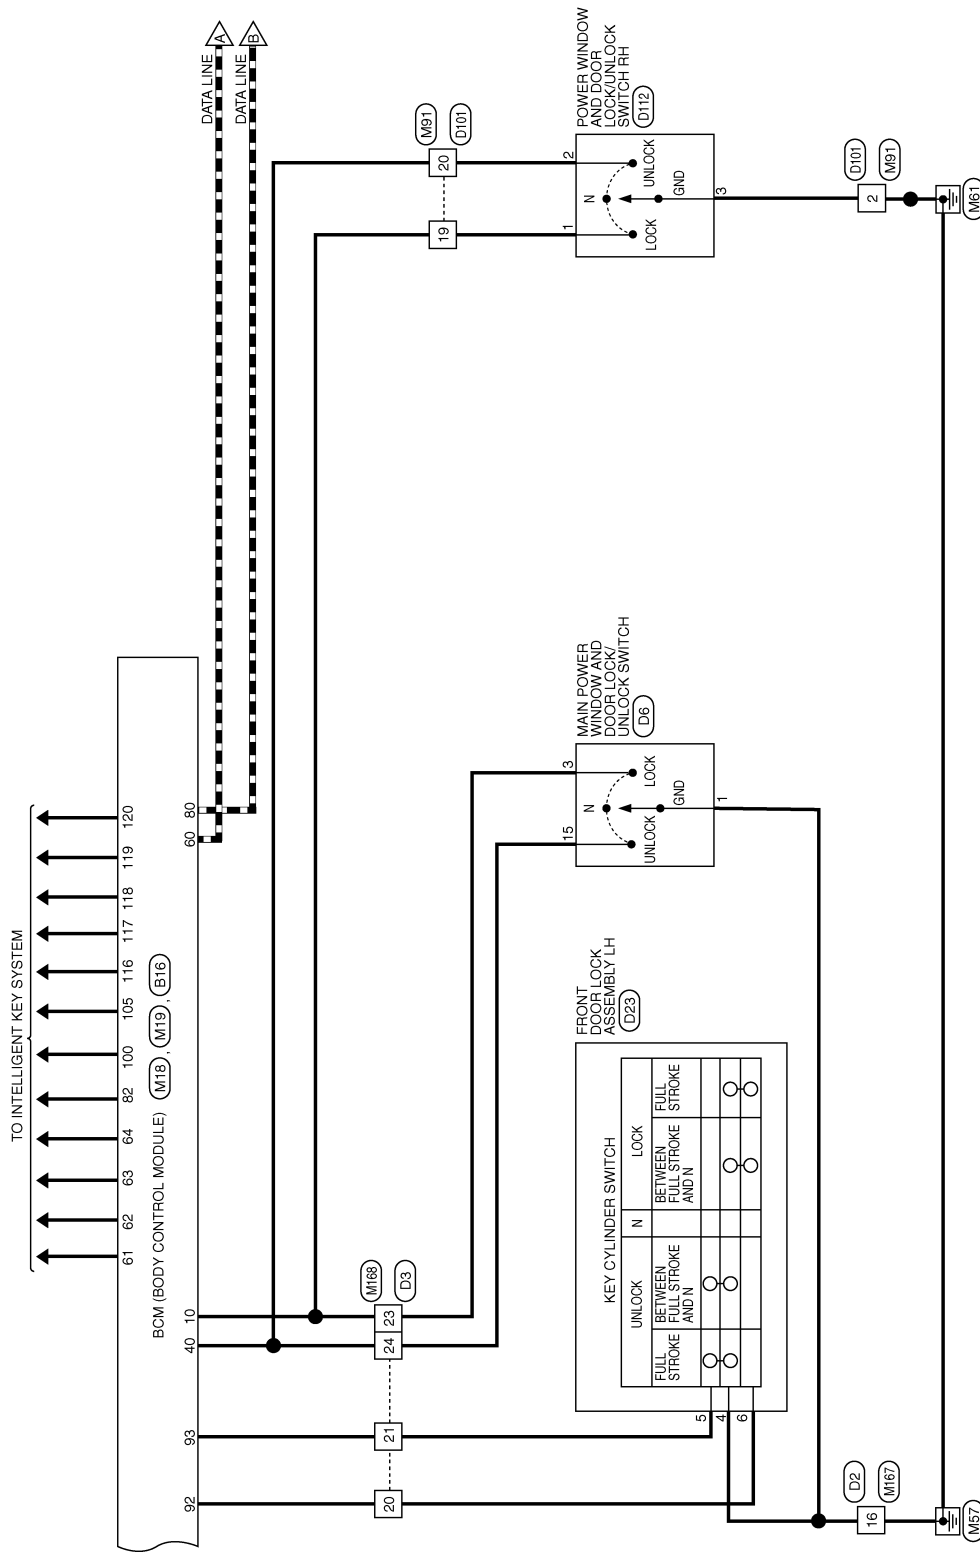 TO INTELLIGENT KEY SYSTEM
61
62
63
64
82
100
105
116
117
118
119
120
BCM (BODY CONTROL MODULE) M18 , M19 , B16
92
93
40
10
60
80
DATA LINE
A
DATA LINE
B
M168
D3
20
21
24
23
M91
D101
19
20
FRONT
DOOR LOCK
ASSEMBLY LH
D23
KEY CYLINDER SWITCH
UNLOCK
N
LOCK
FULL
STROKE
BETWEEN
FULL STROKE
AND N
BETWEEN
FULL STROKE
AND N
FULL
STROKE
5
4
6
MAIN POWER
WINDOW AND
DOOR LOCK/
UNLOCK SWITCH
D6
15
3
N
UNLOCK
LOCK
GND
1
POWER WINDOW
AND DOOR
LOCK/UNLOCK
SWITCH RH
D112
1
2
N
LOCK
UNLOCK
GND
3
D2
16
M167
M57
D101
2
M91
M61